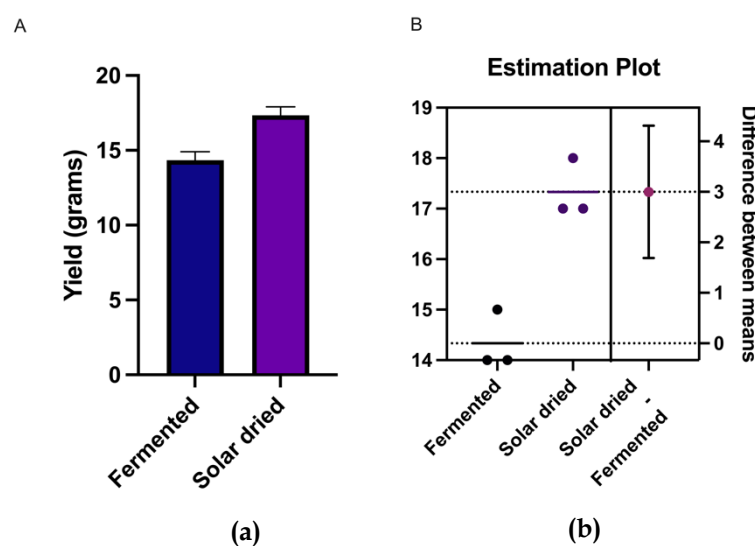 A
Yield (grams)
20
15
10
5
0
Fermented
Solar dried
(a)
B
Estimation Plot
19
18
17
16
15
14
4
3
2
1
0
Difference between means
Fermented
Solar dried
Solar dried
-
Fermented
(b)